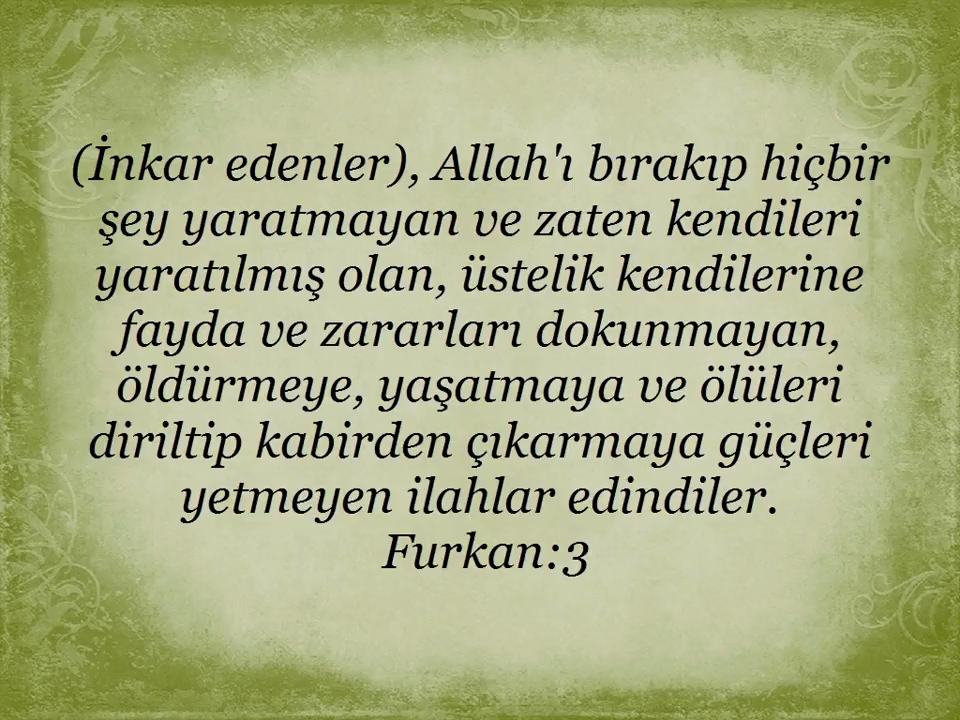 (İnkar edenler), Allah'ı bırakıp hiçbir
şey yaratmayan ve zaten kendileri
yaratılmış olan, üstelik kendilerine
fayda ve zararları dokunmayan,
öldürmeye, yaşatmaya ve ölüleri
diriltip kabirden çıkarmaya güçleri
yetmeyen ilahlar edindiler.
Furkan:3